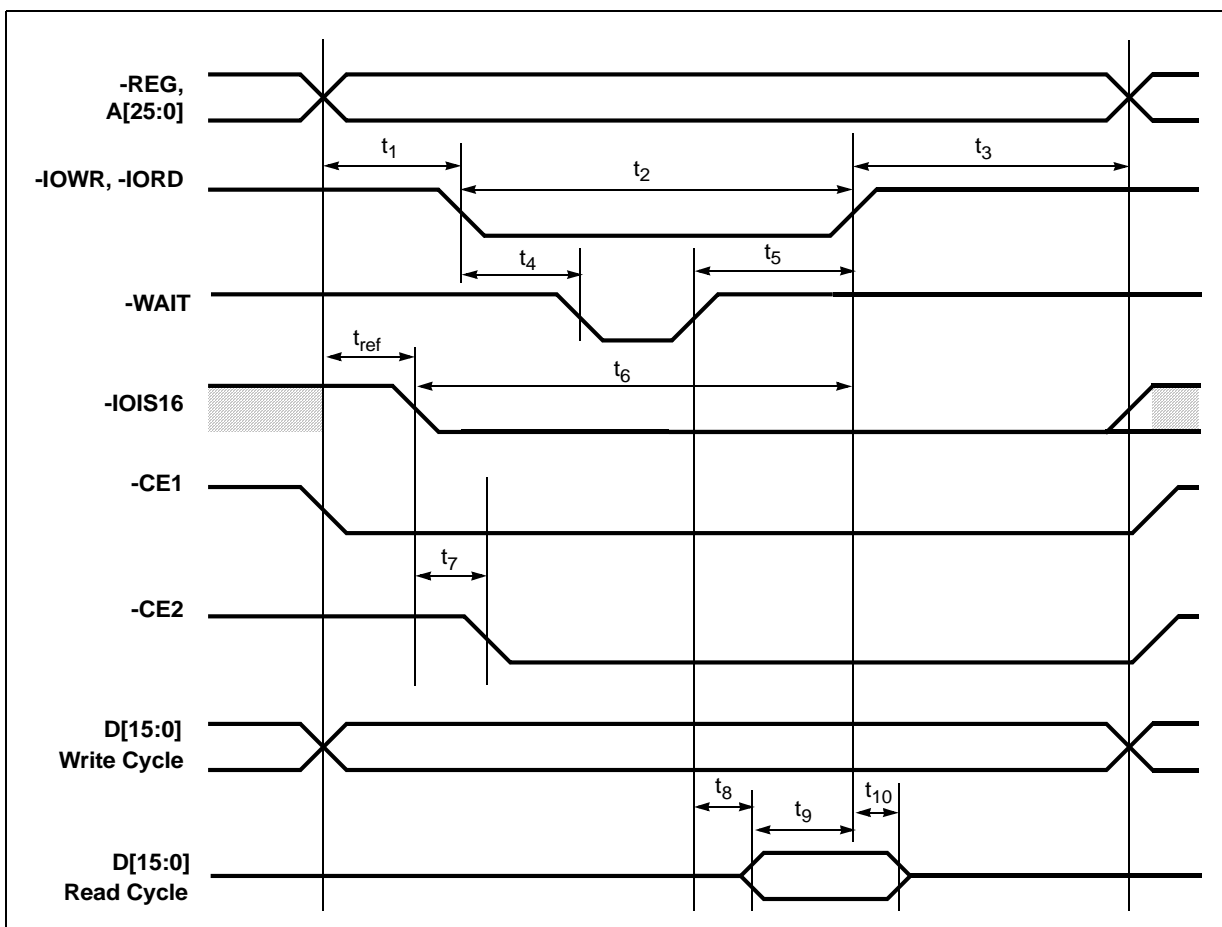 -REG,
A[25:0]
t1
t3
-IOWR, -IORD
t2
t4
t5
-WAIT
tref
t6
-IOIS16
-CE1
t7
-CE2
D[15:0]
Write Cycle
t8
t9
t10
D[15:0]
Read Cycle